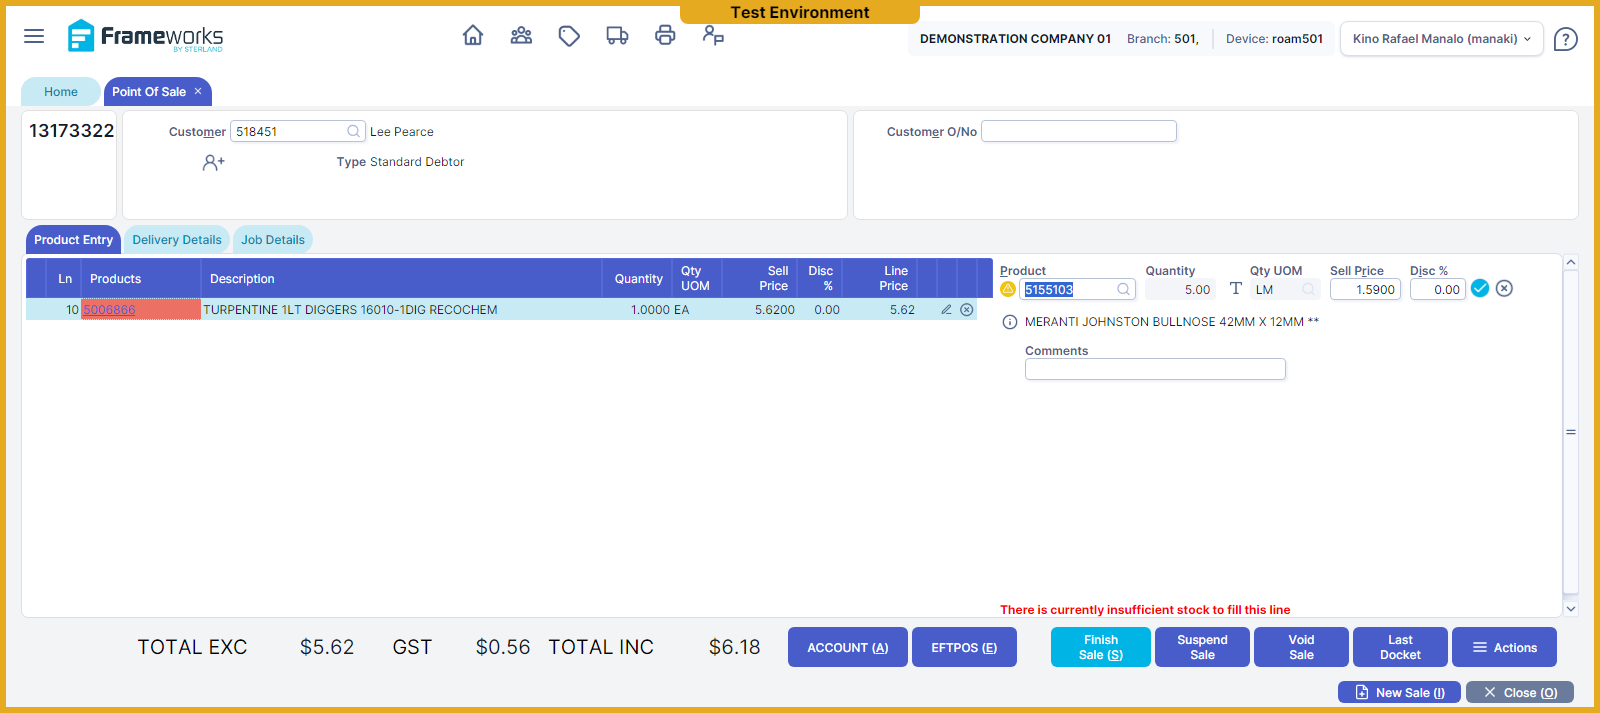 Test Environment
Frameworks
BY STERLAND
DEMONSTRATION COMPANY 01 Branch: 501, Device: roam501 Kino Rafael Manalo (manaki)
Home Point Of Sale
13173322
Customer 518451 Lee Pearce
Type Standard Debtor
Customer O/No
Product Entry Delivery Details Job Details
Ln Products Description Quantity Qty UOM Sell Price Disc % Line Price
10 5006866 TURPENTINE 1LT DIGGERS 16010-1DIG RECOCHEM 1.0000 EA 5.6200 0.00 5.62
Product Quantity Qty UOM Sell Price Disc %
5155103 5.00 T LM 1.5900 0.00
MERANTI JOHNSTON BULLNOSE 42MM X 12MM **
Comments
There is currently insufficient stock to fill this line
TOTAL EXC $5.62 GST $0.56 TOTAL INC $6.18
ACCOUNT (A) EFTPOS (E) Finish Sale (S) Suspend Sale Void Sale Last Docket Actions
New Sale (I) Close (O)